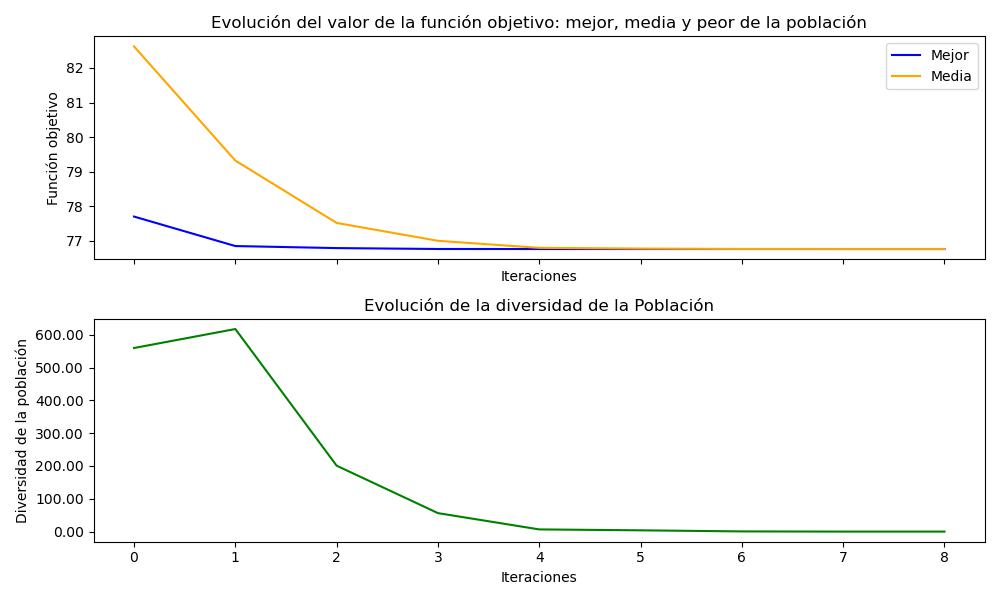 Evolución del valor de la función objetivo: mejor, media y peor de la población
Mejor
Media
82
81
80
79
78
77
Función objetivo
Iteraciones
Evolución de la diversidad de la Población
600.00
500.00
400.00
300.00
200.00
100.00
0.00
Diversidad de la población
0 1 2 3 4 5 6 7 8
Iteraciones